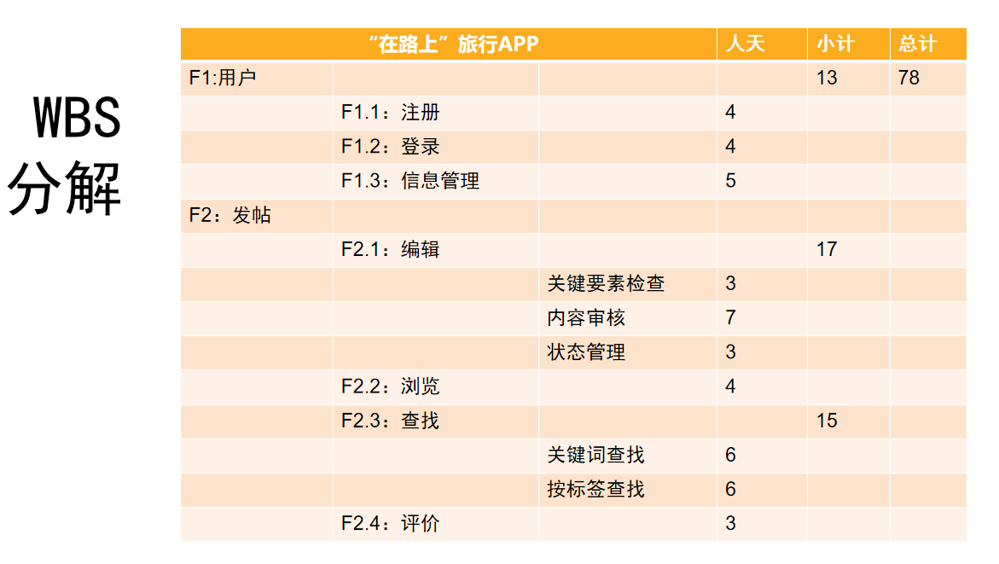 WBS
分解
“在路上”旅行APP 人天 小计 总计
F1:用户 13 78
F1.1：注册 4
F1.2：登录 4
F1.3：信息管理 5
F2：发帖
F2.1：编辑 17
关键要素检查 3
内容审核 7
状态管理 3
F2.2：浏览 4
F2.3：查找 15
关键词查找 6
按标签查找 6
F2.4：评价 3